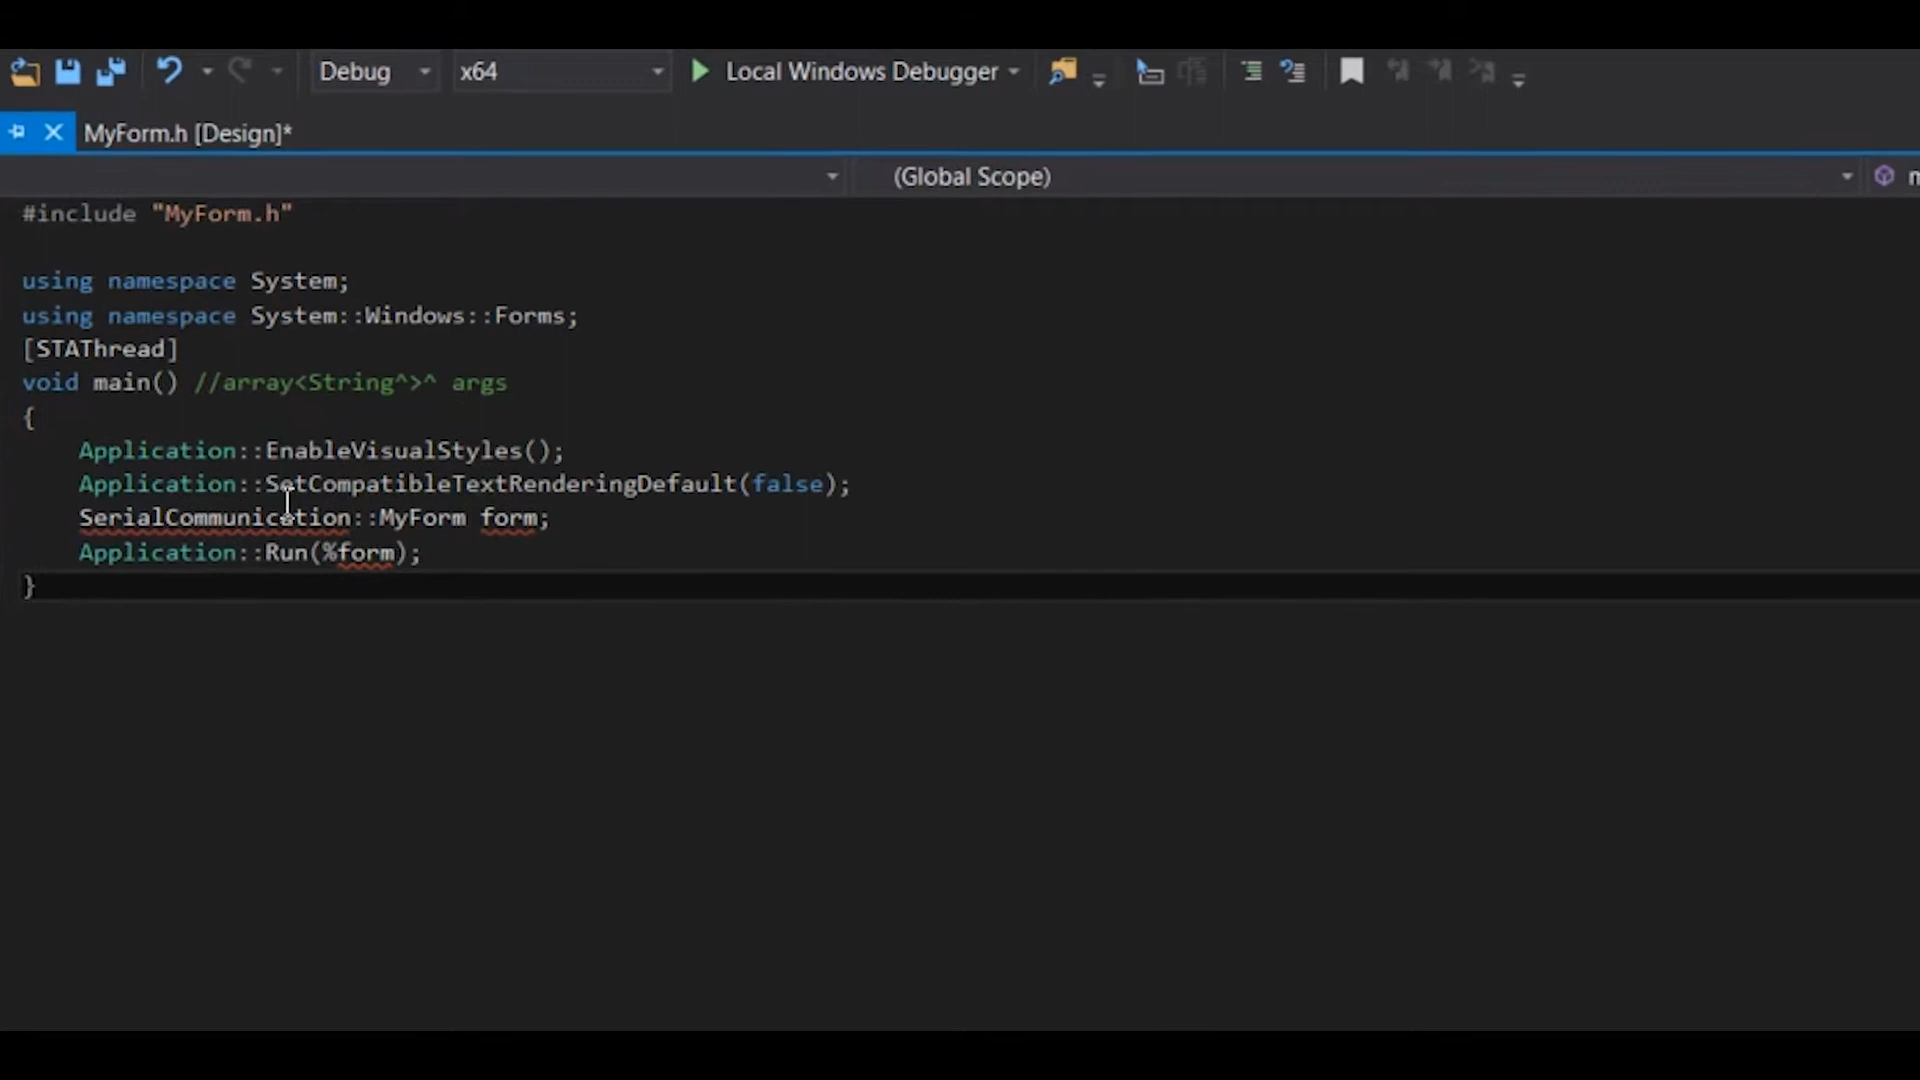 Debug x64 Local Windows Debugger
MyForm.h [Design]*
(Global Scope)
#include "MyForm.h"
using namespace System;
using namespace System::Windows::Forms;
[STAThread]
void main() //array<String^>^ args
{
Application::EnableVisualStyles();
Application::SetCompatibleTextRenderingDefault(false);
SerialCommunication::MyForm form;
Application::Run(%form);
}